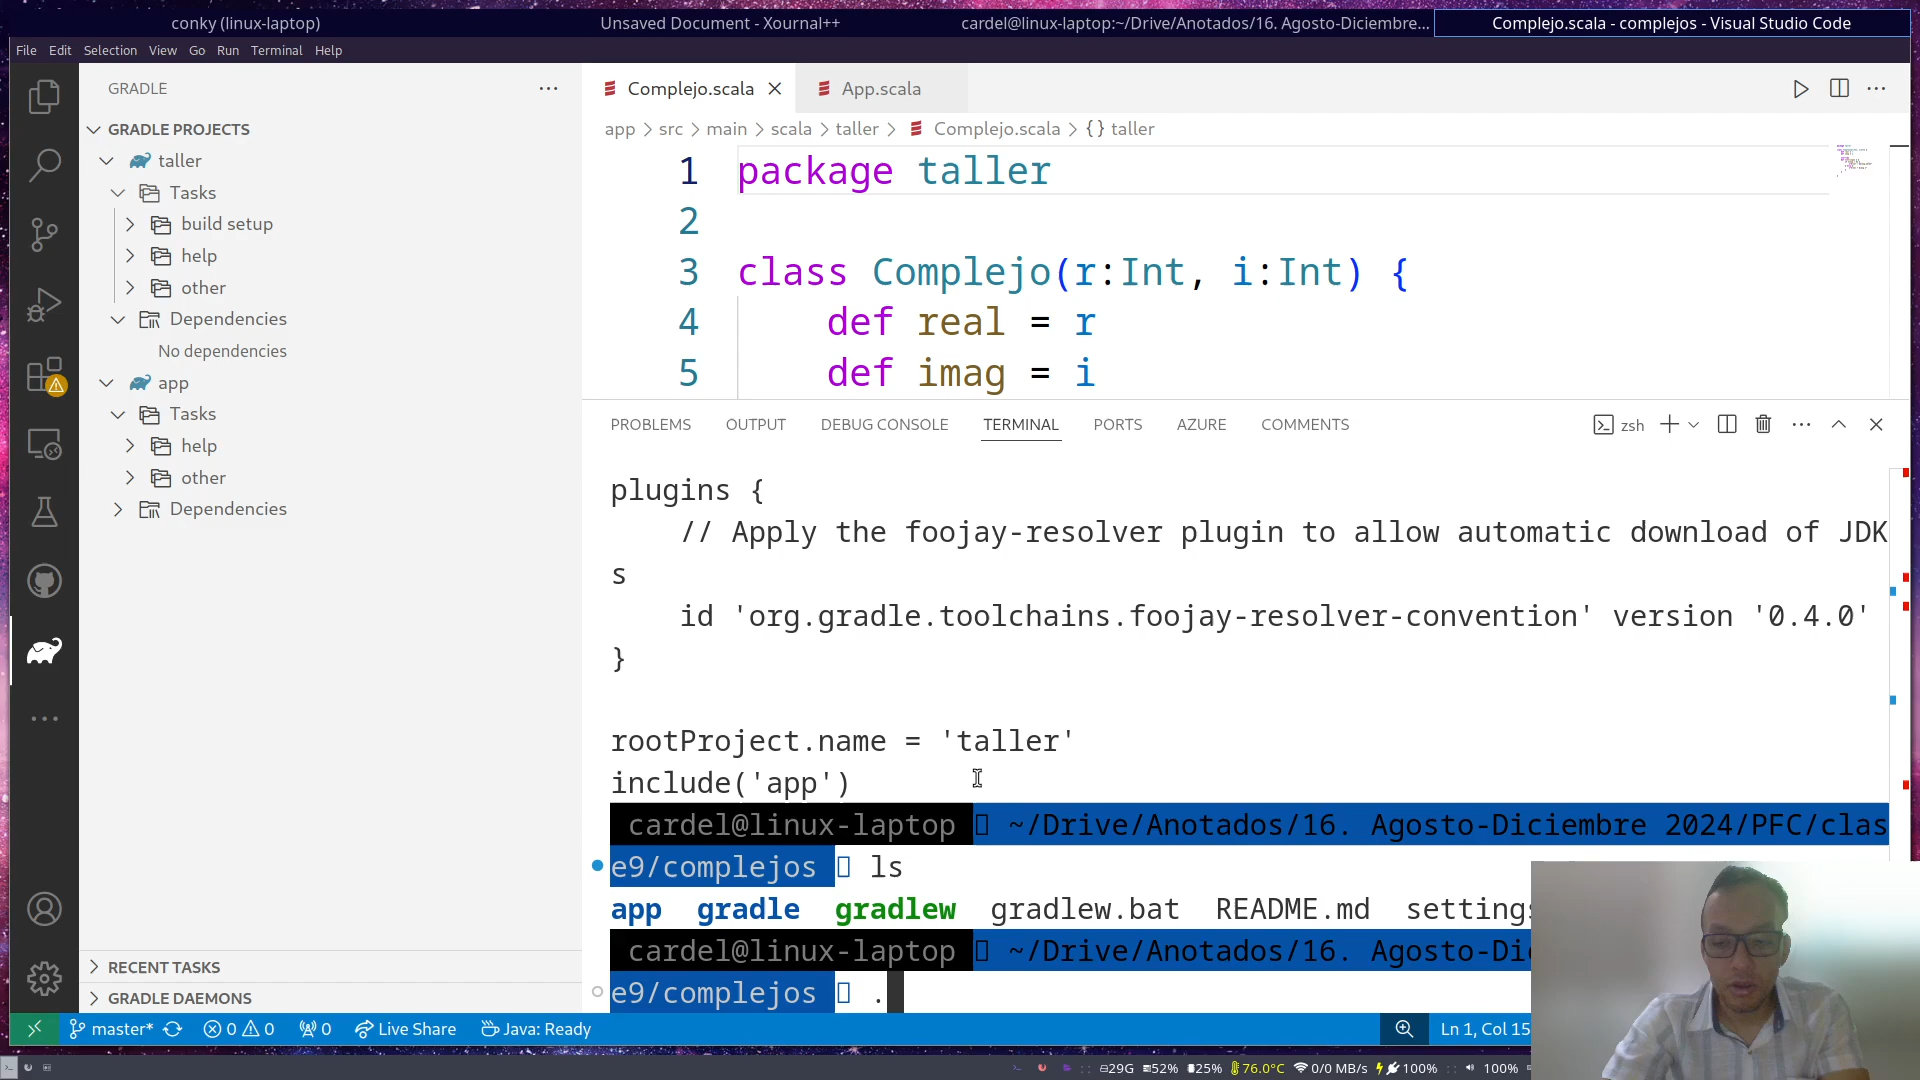 conky (linux-laptop)
Unsaved Document - Xournal++
cardel@linux-laptop:~/Drive/Anotados/16. Agosto-Diciembre...
Complejo.scala - complejos - Visual Studio Code
File Edit Selection View Go Run Terminal Help
GRADLE
GRADLE PROJECTS
taller
Tasks
build setup
help
other
Dependencies
No dependencies
app
Tasks
help
other
Dependencies
RECENT TASKS
GRADLE DAEMONS
Complejo.scala App.scala
app > src > main > scala > taller > Complejo.scala > {} taller
1 package taller
2
3 class Complejo(r:Int, i:Int) {
4 def real = r
5 def imag = i
PROBLEMS OUTPUT DEBUG CONSOLE TERMINAL PORTS AZURE COMMENTS
zsh
plugins {
// Apply the foojay-resolver plugin to allow automatic download of JDK
s
id 'org.gradle.toolchains.foojay-resolver-convention' version '0.4.0'
}
rootProject.name = 'taller'
include('app')
cardel@linux-laptop ~/Drive/Anotados/16. Agosto-Diciembre 2024/PFC/clas
e9/complejos ls
app gradle gradlew gradlew.bat README.md settings
cardel@linux-laptop ~/Drive/Anotados/16. Agosto-Di
e9/complejos .
master* 0 0 0 Live Share Java: Ready
Ln 1, Col 15
29G 52% 25% 76.0°C 0/0 MB/s 100% 100%